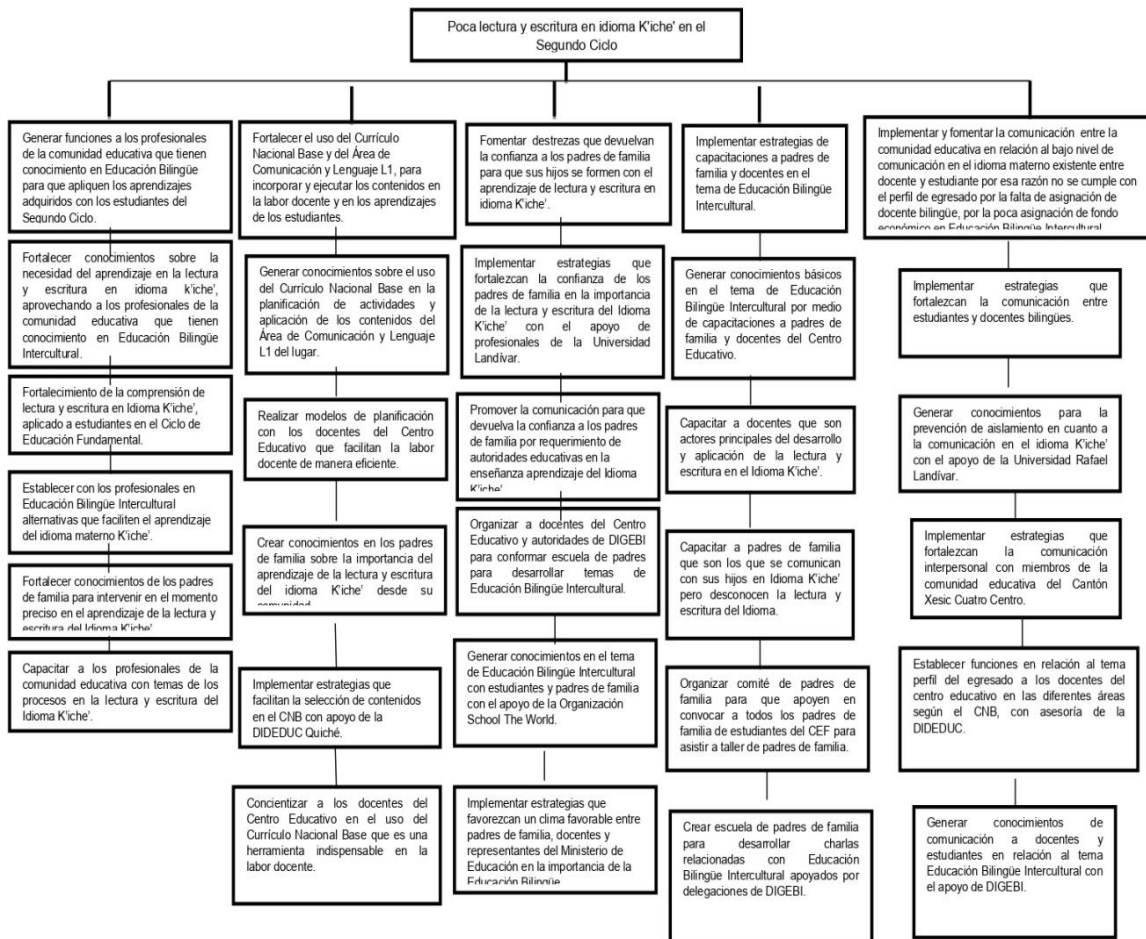 Poca lectura y escritura en idioma K'iche' en el
Segundo Ciclo
Generar funciones a los profesionales
de la comunidad educativa que tienen
conocimiento en Educación Bilingüe
para que apliquen los aprendizajes
adquiridos con los estudiantes del
Segundo Ciclo.
Fortalecer conocimientos sobre la
necesidad del aprendizaje en la lectura
y escritura en idioma k'iche',
aprovechando a los profesionales de la
comunidad educativa que tienen
conocimiento en Educación Bilingüe
Intercultural.
Fortalecimiento de la comprensión de
lectura y escritura en Idioma K'iche',
aplicado a estudiantes en el Ciclo de
Educación Fundamental.
Establecer con los profesionales en
Educación Bilingüe Intercultural
alternativas que faciliten el aprendizaje
del idioma materno K'iche'.
Fortalecer conocimientos de los padres
de familia para intervenir en el momento
preciso en el aprendizaje de la lectura y
escritura del Idioma K'iche'
Capacitar a los profesionales de la
comunidad educativa con temas de los
procesos en la lectura y escritura del
Idioma K'iche'.
Fortalecer el uso del Currículo
Nacional Base y del Área de
Comunicación y Lenguaje L1, para
incorporar y ejecutar los contenidos en
la labor docente y en los aprendizajes
de los estudiantes.
Generar conocimientos sobre el uso
del Currículo Nacional Base en la
planificación de actividades y
aplicación de los contenidos del
Área de Comunicación y Lenguaje
L1 del lugar.
Realizar modelos de planificación
con los docentes del Centro
Educativo que facilitan la labor
docente de manera eficiente.
Crear conocimientos en los padres
de familia sobre la importancia del
aprendizaje de la lectura y escritura
del idioma K'iche' desde su
comunidad
Implementar estrategias que
facilitan la selección de contenidos
en el CNB con apoyo de la
DIDEDUC Quiché.
Concientizar a los docentes del
Centro Educativo en el uso del
Currículo Nacional Base que es una
herramienta indispensable en la
labor docente.
Fomentar destrezas que devuelvan
la confianza a los padres de familia
para que sus hijos se formen con el
aprendizaje de lectura y escritura en
idioma K'iche'.
Implementar estrategias que
fortalezcan la confianza de los
padres de familia en la importancia
de la lectura y escritura del Idioma
K'iche' con el apoyo de
profesionales de la Universidad
Landívar.
Promover la comunicación para que
devuelva la confianza a los padres
de familia por requerimiento de
autoridades educativas en la
enseñanza aprendizaje del Idioma
K'iche'
Organizar a docentes del Centro
Educativo y autoridades de DIGEBI
para conformar escuela de padres
para desarrollar temas de
Educación Bilingüe Intercultural.
Generar conocimientos en el tema
de Educación Bilingüe Intercultural
con estudiantes y padres de familia
con el apoyo de la Organización
School The World.
Implementar estrategias que
favorezcan un clima favorable entre
padres de familia, docentes y
representantes del Ministerio de
Educación en la importancia de la
Educación Bilingüe
Implementar estrategias de
capacitaciones a padres de
familia y docentes en el
tema de Educación Bilingüe
Intercultural.
Generar conocimientos básicos
en el tema de Educación
Bilingüe Intercultural por medio
de capacitaciones a padres de
familia y docentes del Centro
Educativo.
Capacitar a docentes que son
actores principales del desarrollo
y aplicación de la lectura y
escritura en el Idioma K'iche'.
Capacitar a padres de familia
que son los que se comunican
con sus hijos en Idioma K'iche'
pero desconocen la lectura y
escritura del Idioma.
Organizar comité de padres de
familia para que apoyen en
convocar a todos los padres de
familia de estudiantes del CEF para
asistir a taller de padres de familia.
Crear escuela de padres de familia
para desarrollar charlas
relacionadas con Educación
Bilingüe Intercultural apoyados por
delegaciones de DIGEBI.
Implementar y fomentar la comunicación entre la
comunidad educativa en relación al bajo nivel de
comunicación en el idioma materno existente entre
docente y estudiante por esa razón no se cumple con
el perfil de egresado por la falta de asignación de
docente bilingüe, por la poca asignación de fondo
económico en Educación Bilingüe Intercultural
Implementar estrategias que
fortalezcan la comunicación entre
estudiantes y docentes bilingües.
Generar conocimientos para la
prevención de aislamiento en cuanto a
la comunicación en el idioma K'iche'
con el apoyo de la Universidad Rafael
Landívar.
Implementar estrategias que
fortalezcan la comunicación
interpersonal con miembros de la
comunidad educativa del Cantón
Xesic Cuatro Centro.
Establecer funciones en relación al tema
perfil del egresado a los docentes del
centro educativo en las diferentes áreas
según el CNB, con asesoría de la
DIDEDUC.
Generar conocimientos de
comunicación a docentes y
estudiantes en relación al tema
Educación Bilingüe Intercultural con
el apoyo de DIGEBI.